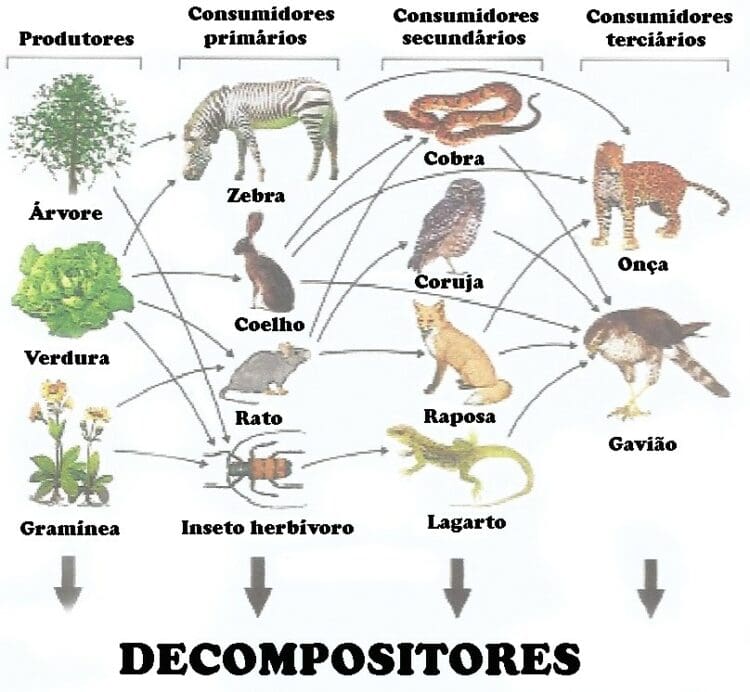 Produtores
Consumidores
primários
Consumidores
secundários
Consumidores
terciários
Árvore
Zebra
Cobra
Onça
Verdura
Coelho
Coruja
Gavião
Rato
Raposa
Gramínea
Inseto herbívoro
Lagarto
DECOMPOSITORES